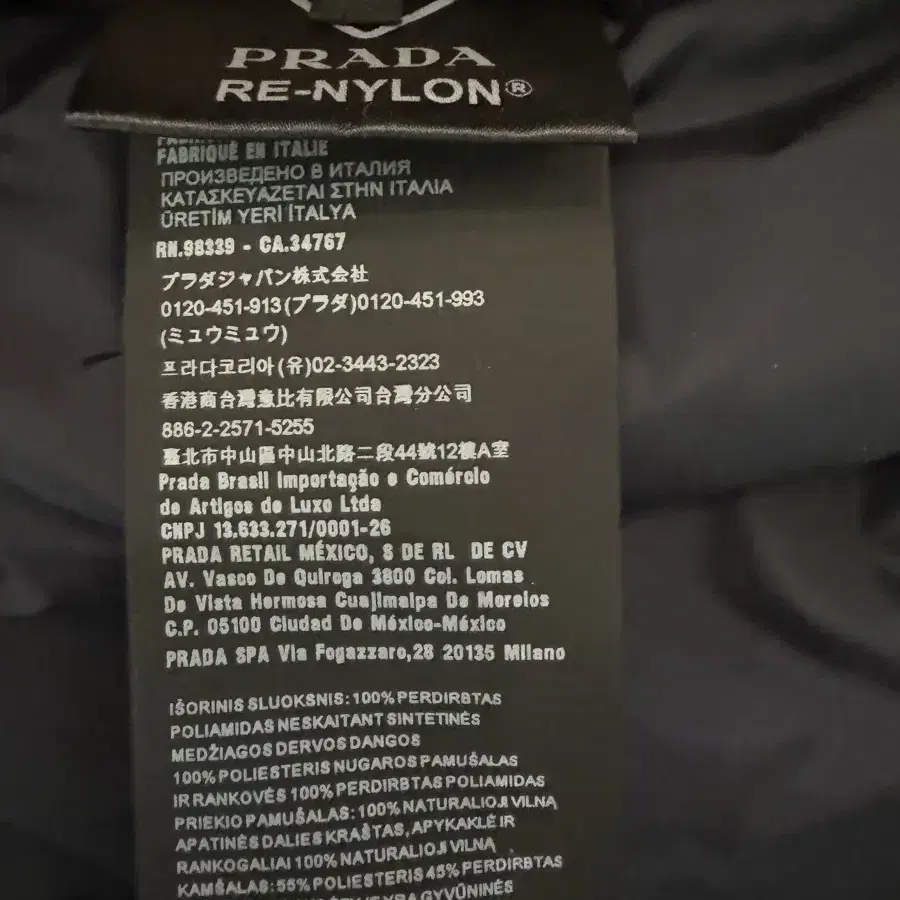 PRADA
RE-NYLON®
FABRIQUÉ EN ITALIE
ПРОИЗВЕДЕНО В ИТАЛИЯ
ΚΑΤΑΣΚΕΥΑΖΕΤΑΙ ΣΤΗΝ ΙΤΑΛΙΑ
ÜRETİM YERİ İTALYA
RN.98339 - CA.34767
プラダジャパン株式会社
0120-451-913(プラダ)0120-451-993
(ミュウミュウ)
프라다코리아(유)02-3443-2323
香港商台灣意比有限公司台灣分公司
886-2-2571-5255
臺北市中山區中山北路二段44號12樓A室
Prada Brasil Importação e Comércio
de Artigos de Luxo Ltda
CNPJ 13.633.271/0001-26
PRADA RETAIL MÉXICO, S DE RL DE CV
AV. Vasco De Quiroga 3800 Col. Lomas
De Vista Hermosa Cuajimalpa De Morelos
C.P. 05100 Ciudad De México-México
PRADA SPA Via Fogazzaro,28 20135 Milano
IŠORINIS SLUOKSNIS: 100% PERDIRBTAS
POLIAMIDAS NESKAITANT SINTETINĖS
MEDŽIAGOS DERVOS DANGOS
100% POLIESTERIS NUGAROS PAMUŠALAS
IR RANKOVĖS 100% PERDIRBTAS POLIAMIDAS
PRIEKIO PAMUŠALAS: 100% NATURALIOJI VILNA
APATINĖS DALIES KRAŠTAS, APYKAKLĖ IR
RANKOGALIAI 100% NATURALIOJI VILNA
KAMŠALAS: 55% POLIESTERIS 45% PERDIRBTAS
YRA GYVŪNINĖS